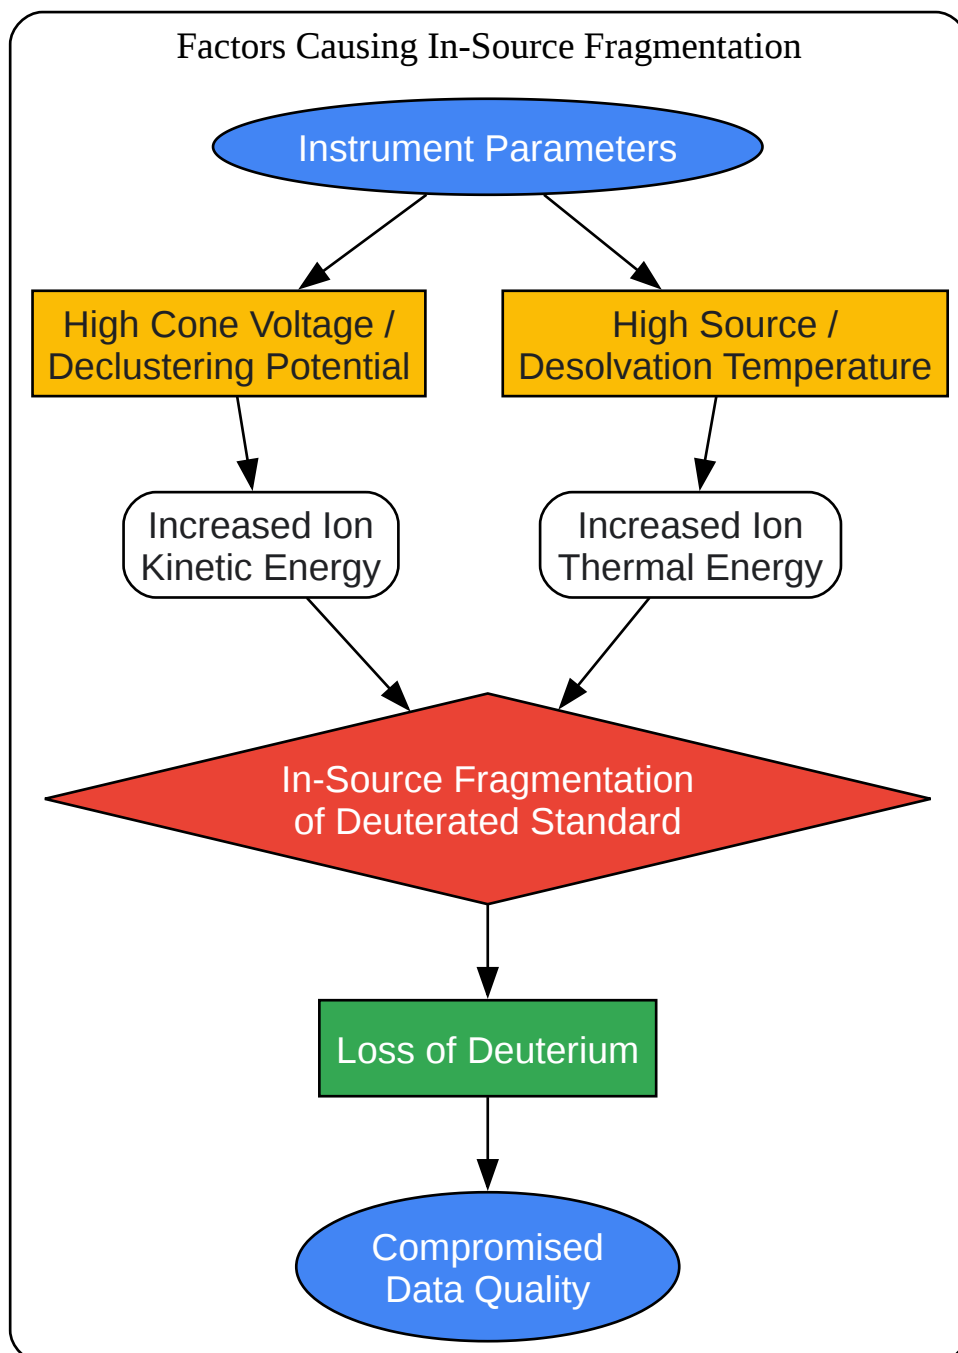 Factors Causing In-Source Fragmentation
Instrument Parameters
High Cone Voltage /
Declustering Potential
High Source /
Desolvation Temperature
Increased Ion
Kinetic Energy
Increased Ion
Thermal Energy
In-Source Fragmentation
of Deuterated Standard
Loss of Deuterium
Compromised
Data Quality